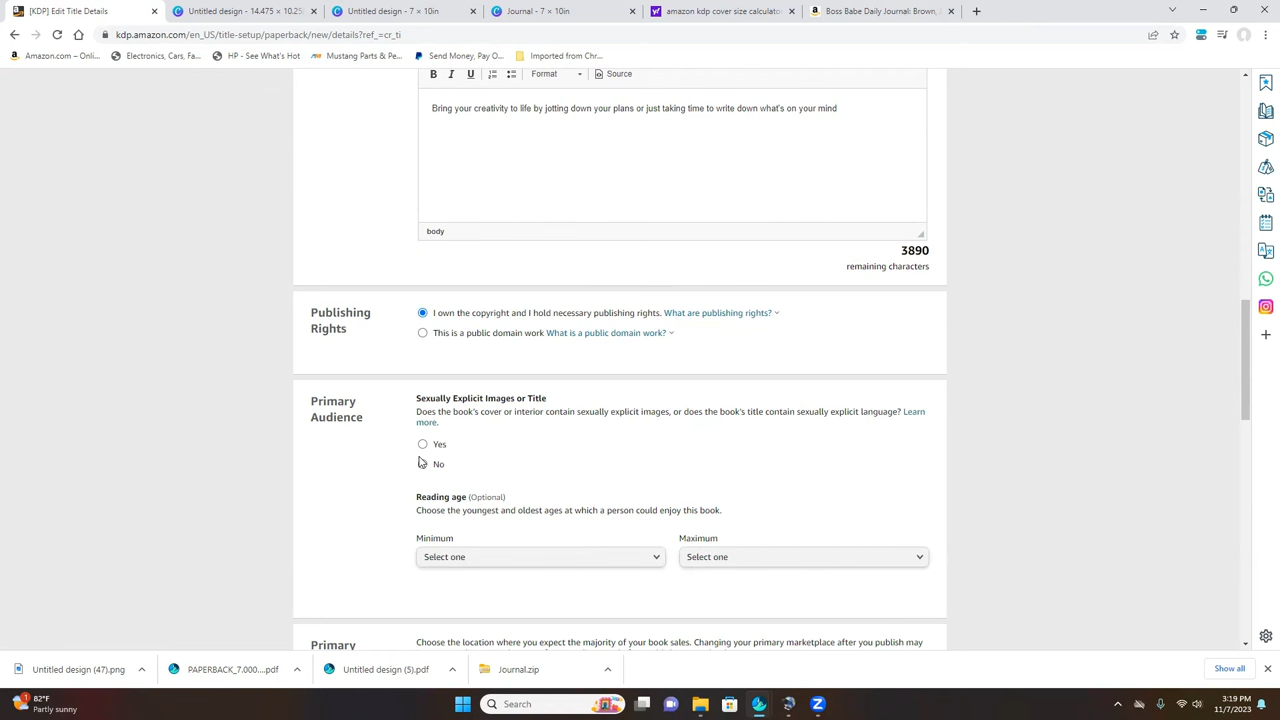 [KDP] Edit Title Details
Untitled design - 14.475 × 10.25i
Untitled design - 7 × 10in
Journal - 7 × 10in
amazon kdp cover size calculator
Boss Babe Daily Journal: Brown,
kdp.amazon.com/en_US/title-setup/paperback/new/details?ref_=cr_ti
Amazon.com – Onli...
Electronics, Cars, Fa...
HP - See What's Hot
Mustang Parts & Pe...
Send Money, Pay O...
Imported from Chr...
B I U Format Source
Bring your creativity to life by jotting down your plans or just taking time to write down what's on your mind
body
3890
remaining characters
Publishing
Rights
I own the copyright and I hold necessary publishing rights. What are publishing rights?
This is a public domain work What is a public domain work?
Primary
Audience
Sexually Explicit Images or Title
Does the book's cover or interior contain sexually explicit images, or does the book's title contain sexually explicit language? Learn
more.
Yes
No
Reading age (Optional)
Choose the youngest and oldest ages at which a person could enjoy this book.
Minimum
Maximum
Select one
Select one
Primary
Choose the location where you expect the majority of your book sales. Changing your primary marketplace after you publish may
Untitled design (47).png
PAPERBACK_7.000....pdf
Untitled design (5).pdf
Journal.zip
Show all
82°F
Partly sunny
Search
3:19 PM
11/7/2023